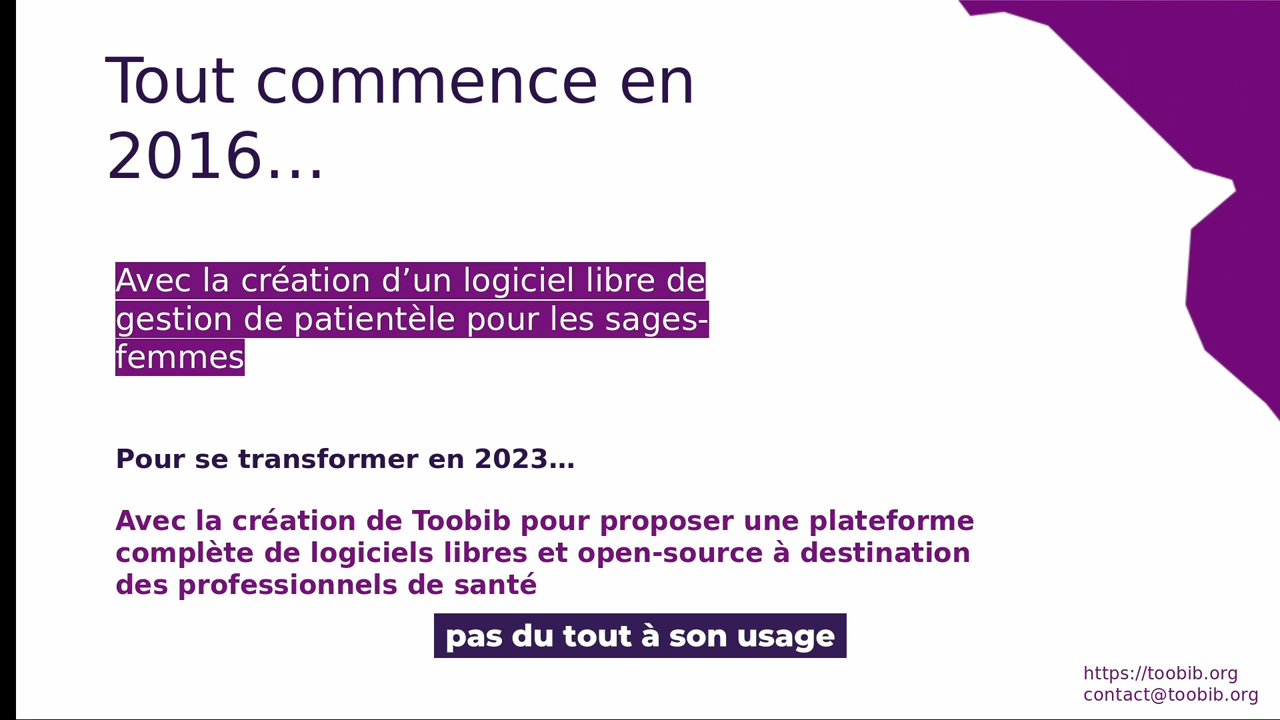 Tout commence en
2016…
Avec la création d’un logiciel libre de
gestion de patientèle pour les sages-
femmes
Pour se transformer en 2023…
Avec la création de Toobib pour proposer une plateforme
complète de logiciels libres et open-source à destination
des professionnels de santé
pas du tout à son usage
https://toobib.org
contact@toobib.org